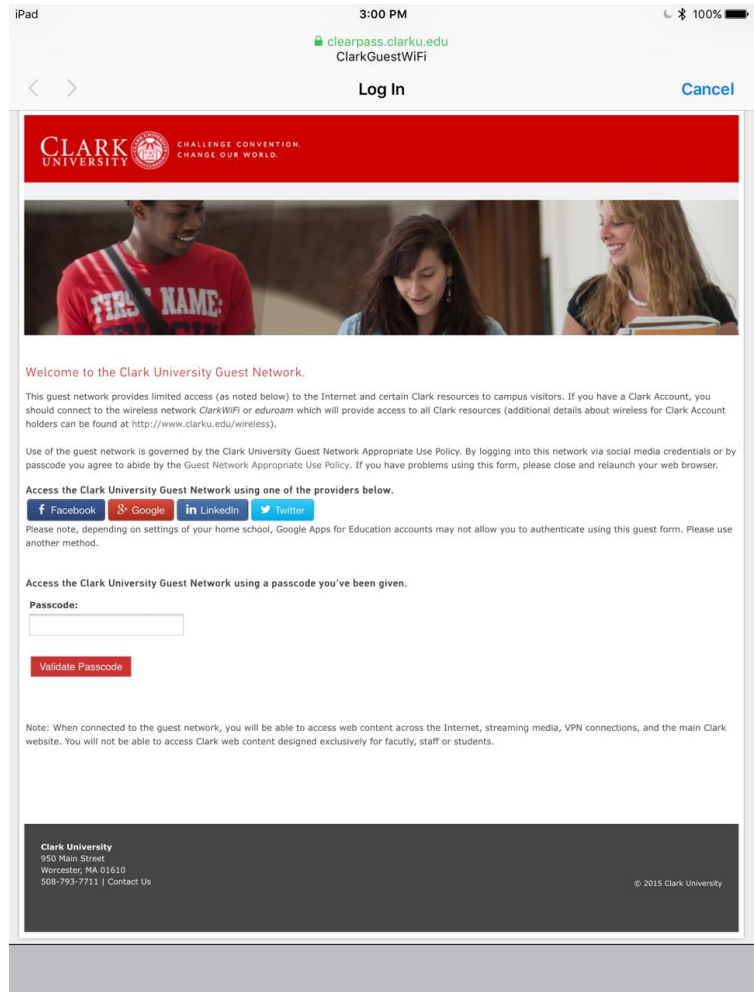 iPad 3:00 PM 100%
clearpass.clarku.edu
ClarkGuestWiFi
Log In Cancel
CLARK UNIVERSITY
CHALLENGE CONVENTION.
CHANGE OUR WORLD.
FIRST NAME:
Welcome to the Clark University Guest Network.
This guest network provides limited access (as noted below) to the Internet and certain Clark resources to campus visitors. If you have a Clark Account, you
should connect to the wireless network ClarkWiFi or eduroam which will provide access to all Clark resources (additional details about wireless for Clark Account
holders can be found at http://www.clarku.edu/wireless).
Use of the guest network is governed by the Clark University Guest Network Appropriate Use Policy. By logging into this network via social media credentials or by
passcode you agree to abide by the Guest Network Appropriate Use Policy. If you have problems using this form, please close and relaunch your web browser.
Access the Clark University Guest Network using one of the providers below.
f Facebook g+ Google in LinkedIn Twitter
Please note, depending on settings of your home school, Google Apps for Education accounts may not allow you to authenticate using this guest form. Please use
another method.
Access the Clark University Guest Network using a passcode you've been given.
Passcode:
Validate Passcode
Note: When connected to the guest network, you will be able to access web content across the Internet, streaming media, VPN connections, and the main Clark
website. You will not be able to access Clark web content designed exclusively for facutly, staff or students.
Clark University
950 Main Street
Worcester, MA 01610
508-793-7711 | Contact Us
© 2015 Clark University